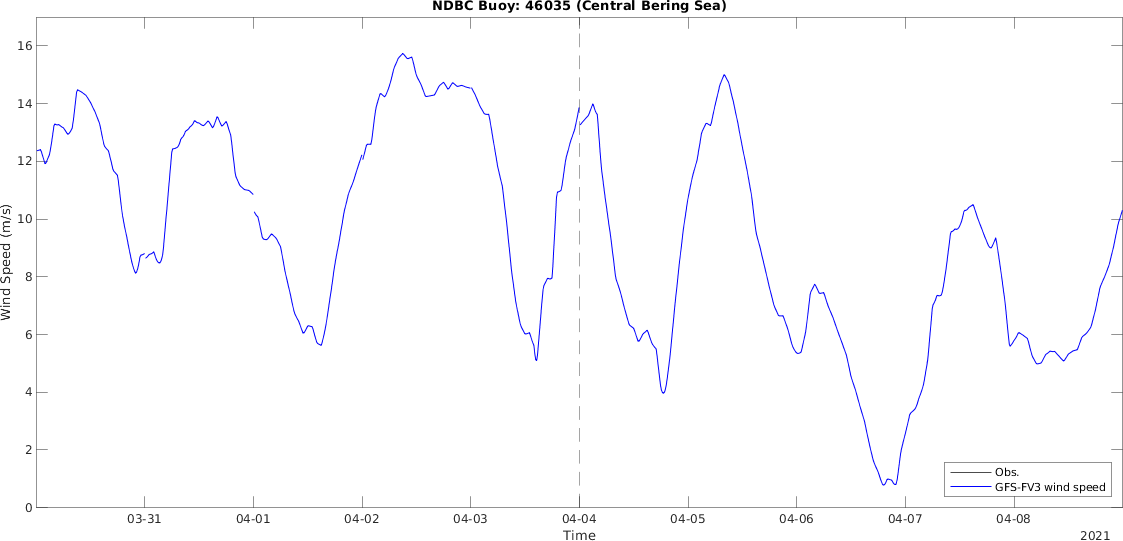 NDBC Buoy: 46035 (Central Bering Sea)
16
14
12
10
8
6
4
2
0
Wind Speed (m/s)
03-31 04-01 04-02 04-03 04-04 04-05 04-06 04-07 04-08
Time
2021
Obs.
GFS-FV3 wind speed